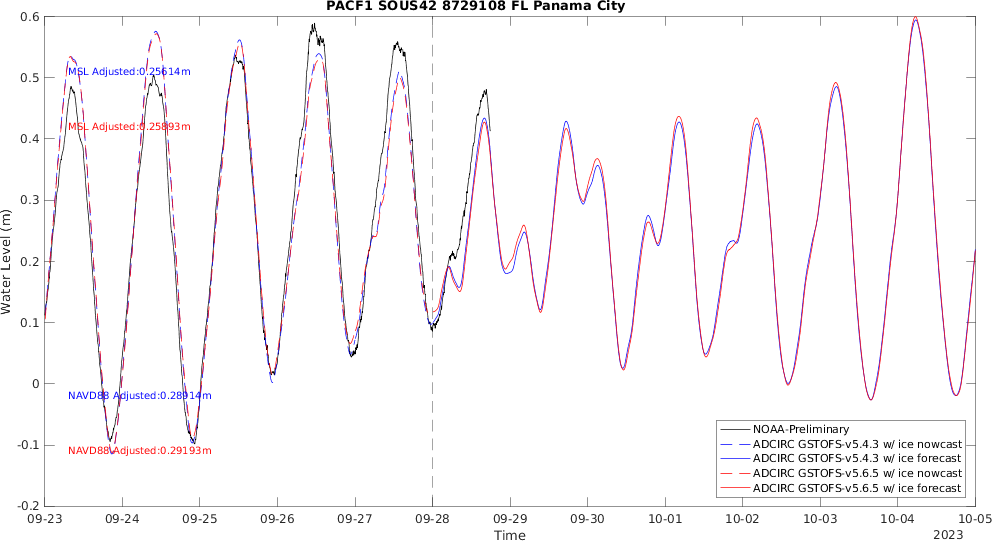 PACF1 SOUS42 8729108 FL Panama City
0.6
0.5
0.4
0.3
0.2
0.1
0
-0.1
-0.2
Water Level (m)
MSL Adjusted:0.25614m
MSL Adjusted:0.25893m
NAVD88 Adjusted:0.28914m
NAVD88 Adjusted:0.29193m
NOAA-Preliminary
ADCIRC GSTOFS-v5.4.3 w/ ice nowcast
ADCIRC GSTOFS-v5.4.3 w/ ice forecast
ADCIRC GSTOFS-v5.6.5 w/ ice nowcast
ADCIRC GSTOFS-v5.6.5 w/ ice forecast
09-23 09-24 09-25 09-26 09-27 09-28 09-29 09-30 10-01 10-02 10-03 10-04 10-05
Time
2023